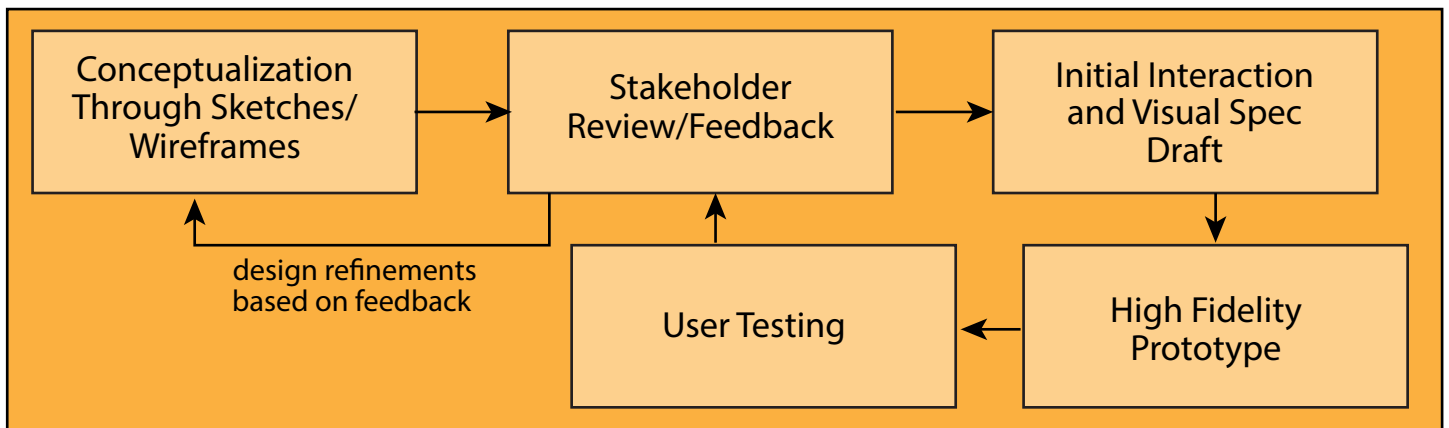 Conceptualization
Through Sketches/
Wireframes
Stakeholder
Review/Feedback
Initial Interaction
and Visual Spec
Draft
design refinements
based on feedback
User Testing
High Fidelity
Prototype